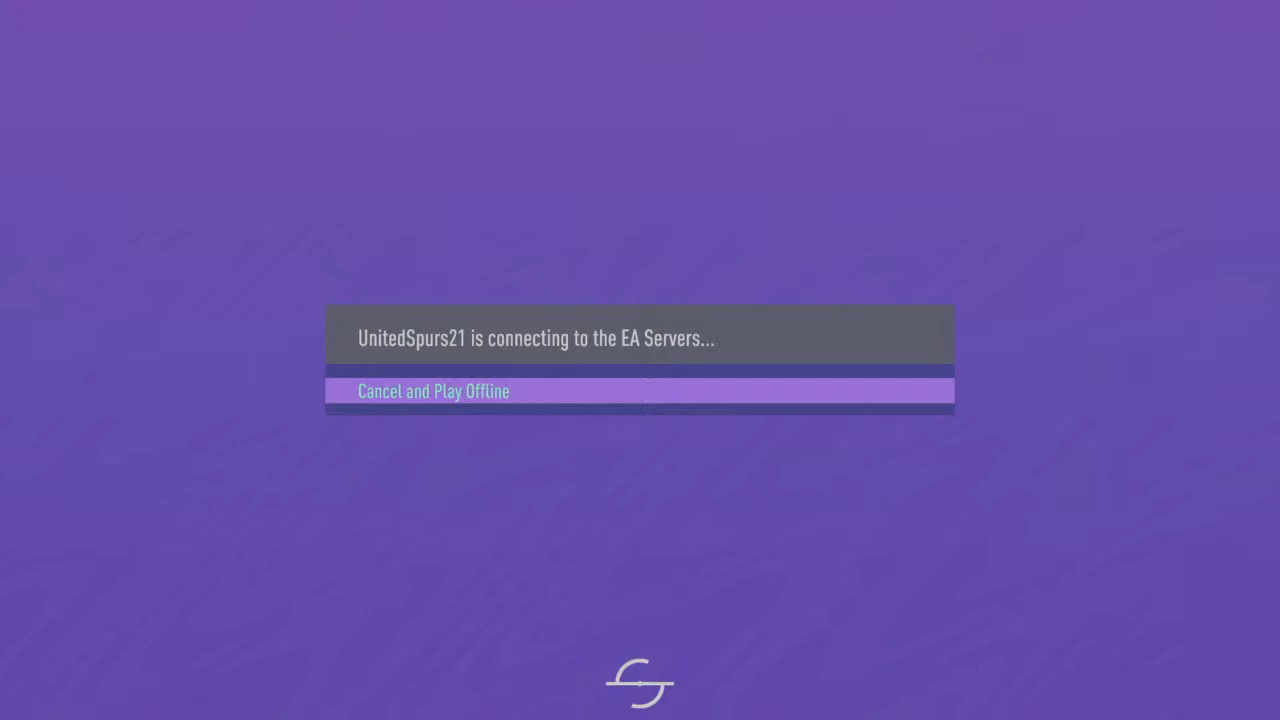 UnitedSpurs21 is connecting to the EA Servers...
Cancel and Play Offline